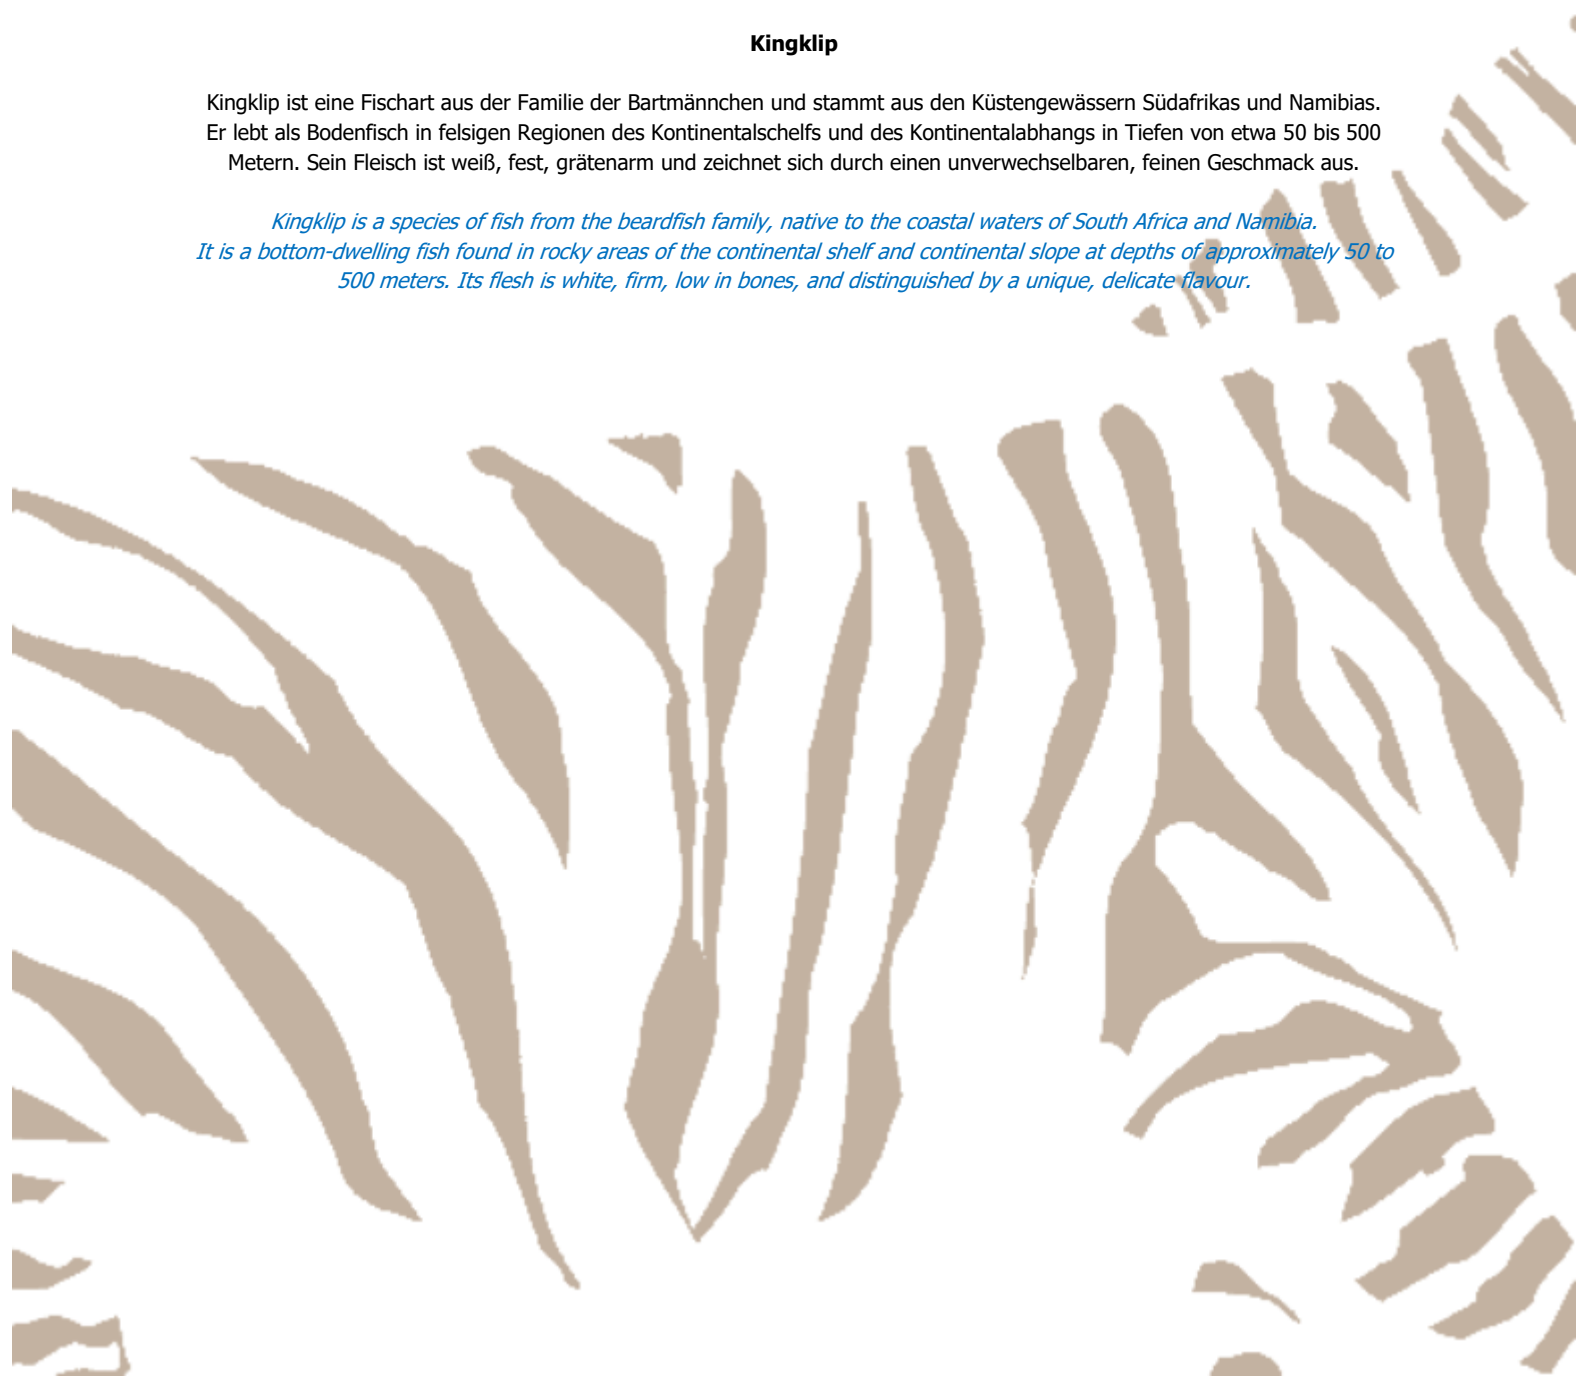 Kingklip
Kingklip ist eine Fischart aus der Familie der Bartmännchen und stammt aus den Küstengewässern Südafrikas und Namibias.
Er lebt als Bodenfisch in felsigen Regionen des Kontinentalschelfs und des Kontinentalabhangs in Tiefen von etwa 50 bis 500
Metern. Sein Fleisch ist weiß, fest, grätenarm und zeichnet sich durch einen unverwechselbaren, feinen Geschmack aus.
Kingklip is a species of fish from the beardfish family, native to the coastal waters of South Africa and Namibia.
It is a bottom-dwelling fish found in rocky areas of the continental shelf and continental slope at depths of approximately 50 to
500 meters. Its flesh is white, firm, low in bones, and distinguished by a unique, delicate flavour.